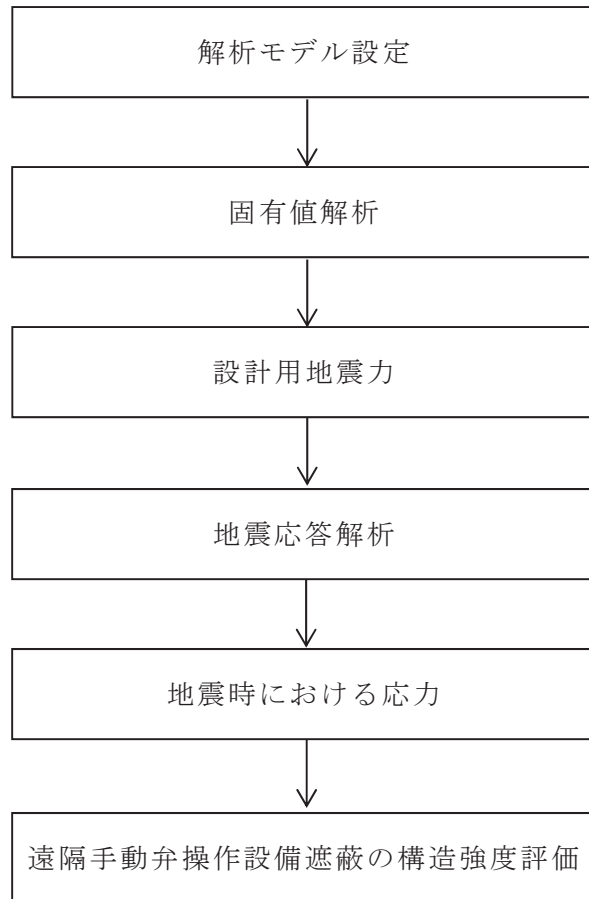 解析モデル設定
固有値解析
設計用地震力
地震応答解析
地震時における応力
遠隔手動弁操作設備遮蔽の構造強度評価